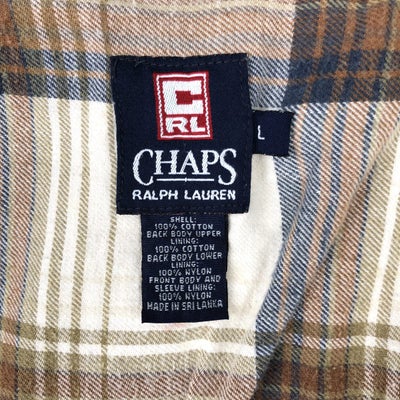 C
RL
CHAPS
RALPH LAUREN
L
SHELL:
100% COTTON
BACK BODY UPPER
LINING:
100% COTTON
BACK BODY LOWER
LINING:
100% NYLON
FRONT BODY AND
SLEEVE LINING:
100% NYLON
MADE IN SRI LANKA